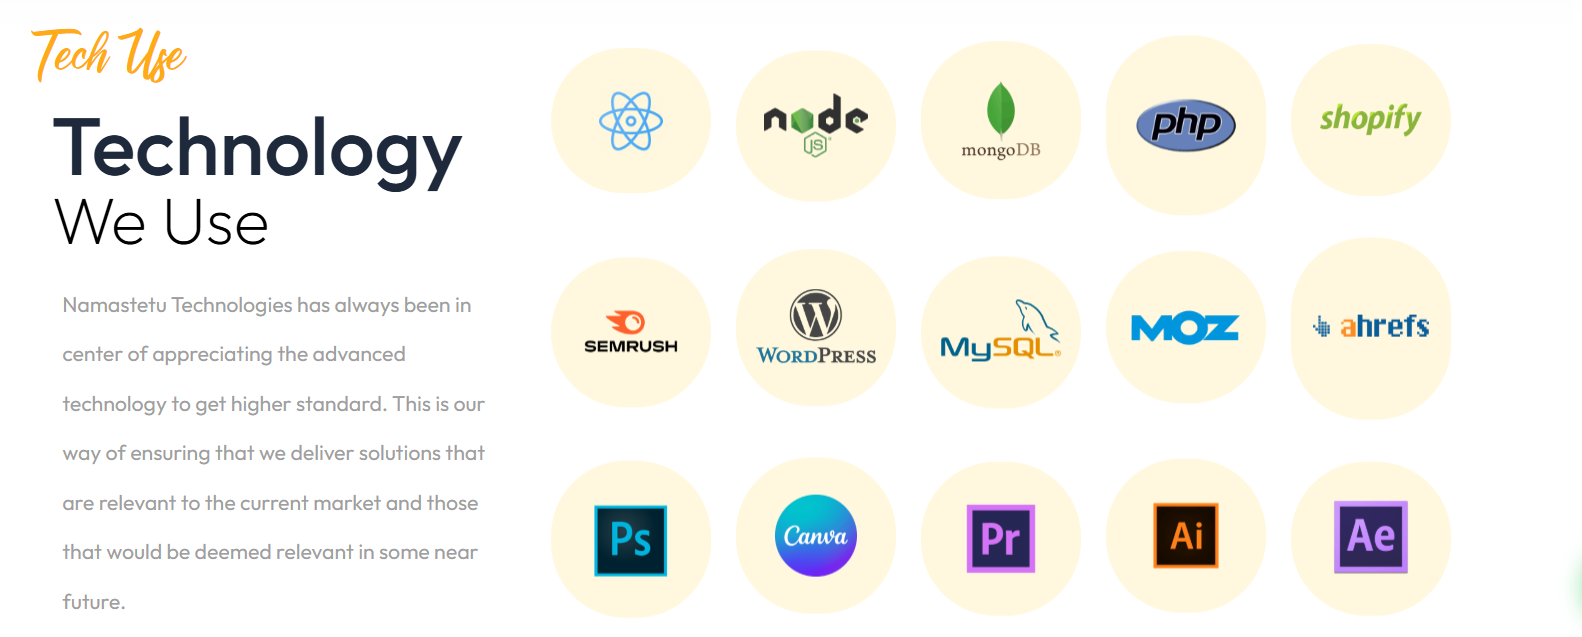 Tech Use
Technology
We Use
Namastetu Technologies has always been in
center of appreciating the advanced
technology to get higher standard. This is our
way of ensuring that we deliver solutions that
are relevant to the current market and those
that would be deemed relevant in some near
future.
node
JS
mongoDB
php
shopify
SEMRUSH
W
WORDPRESS
MySQL®
MOZ
ahrefs
Ps
Canva
Pr
Ai
Ae